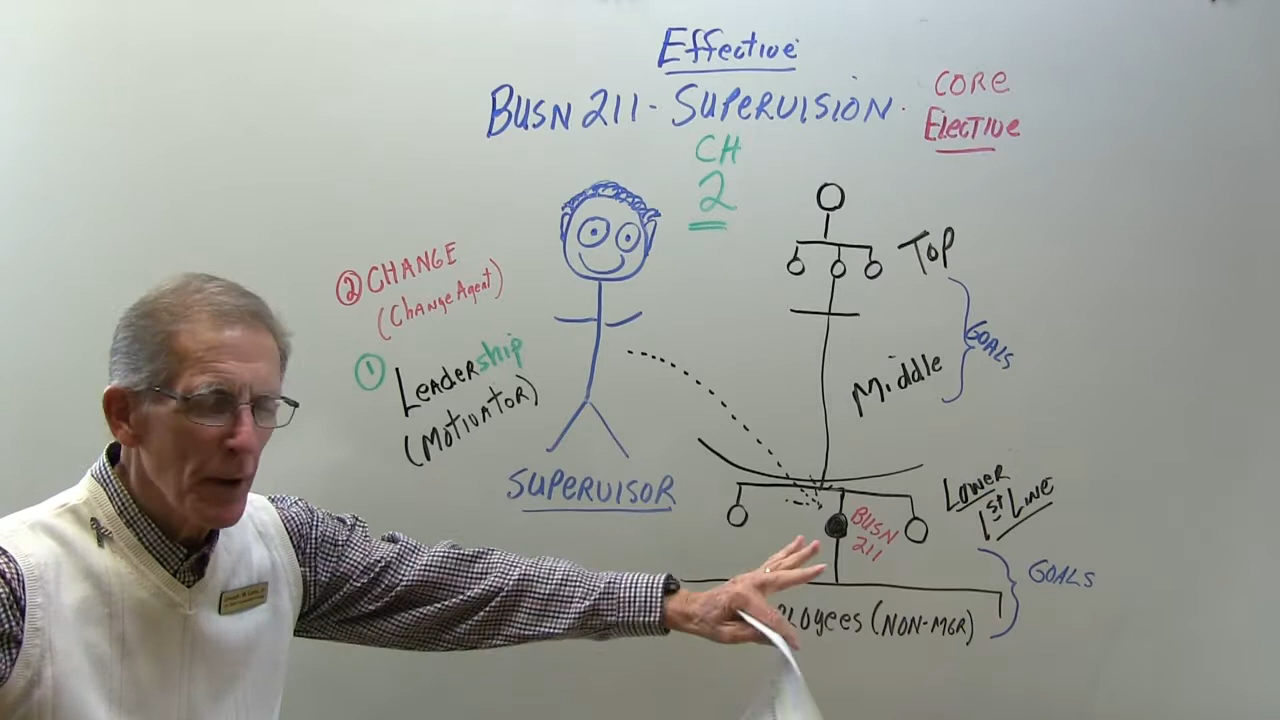 Effective
BUSN 211 - SUPERVISION.
CORE
Elective
CH
2
② CHANGE
(Change Agent)
① Leadership
(MOTIVATOR)
SUPERVISOR
TOP
GOALS
Middle
Lower
1st LINE
BUSN
211
GOALS
(NON-MGR)